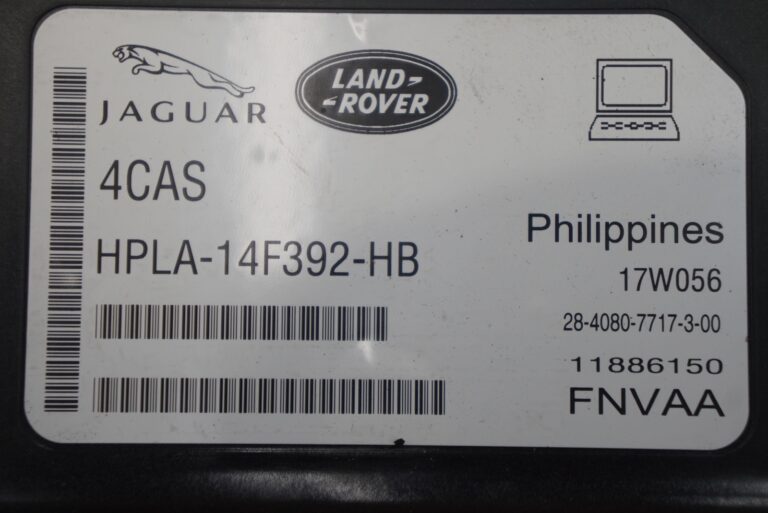 JAGUAR
LAND-
-ROVER
4CAS
HPLA-14F392-HB
Philippines
17W056
28-4080-7717-3-00
11886150
FNVAA